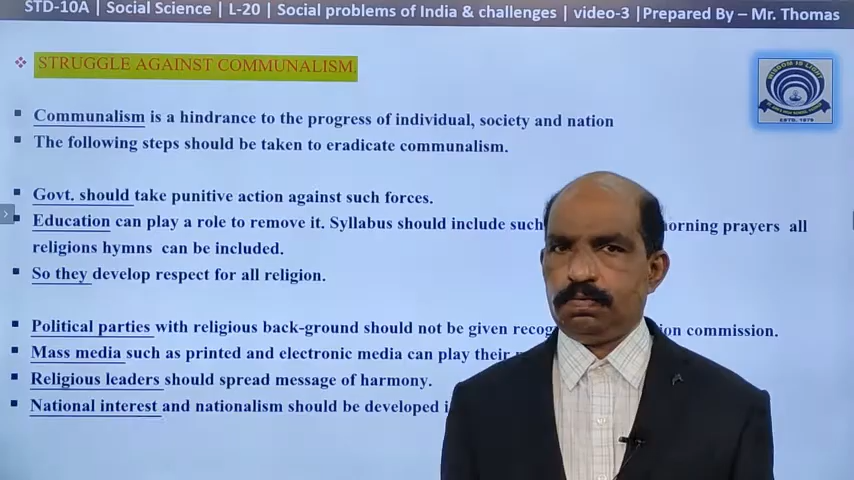 STD-10A | Social Science | L-20 | Social problems of India & challenges | video-3 |Prepared By – Mr. Thomas
STRUGGLE AGAINST COMMUNALISM.
WISDOM IS LIGHT
Communalism is a hindrance to the progress of individual, society and nation
ESTD. 1879
The following steps should be taken to eradicate communalism.
Govt. should take punitive action against such forces.
Education can play a role to remove it. Syllabus should include such orning prayers all
religions hymns can be included.
So they develop respect for all religion.
Political parties with religious back-ground should not be given recog ion commission.
Mass media such as printed and electronic media can play their
Religious leaders should spread message of harmony.
National interest and nationalism should be developed i